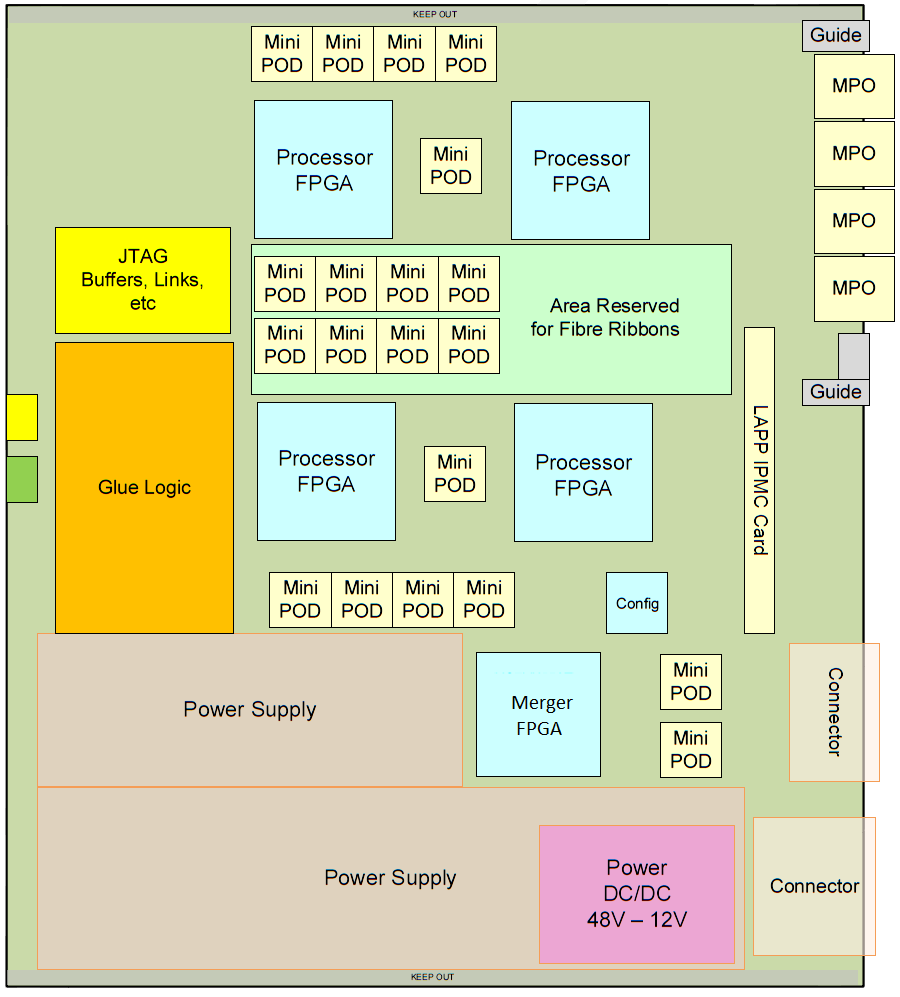 KEEP OUT
Mini
POD
Mini
POD
Mini
POD
Mini
POD
Guide
MPO
MPO
MPO
MPO
Guide
Processor
FPGA
Mini
POD
Processor
FPGA
JTAG
Buffers, Links,
etc
Mini
POD
Mini
POD
Mini
POD
Mini
POD
Mini
POD
Mini
POD
Mini
POD
Mini
POD
Area Reserved
for Fibre Ribbons
Glue Logic
Processor
FPGA
Mini
POD
Processor
FPGA
LAPP IPMC Card
Mini
POD
Mini
POD
Mini
POD
Mini
POD
Config
Power Supply
Merger
FPGA
Mini
POD
Mini
POD
Connector
Power Supply
Power
DC/DC
48V – 12V
Connector
KEEP OUT